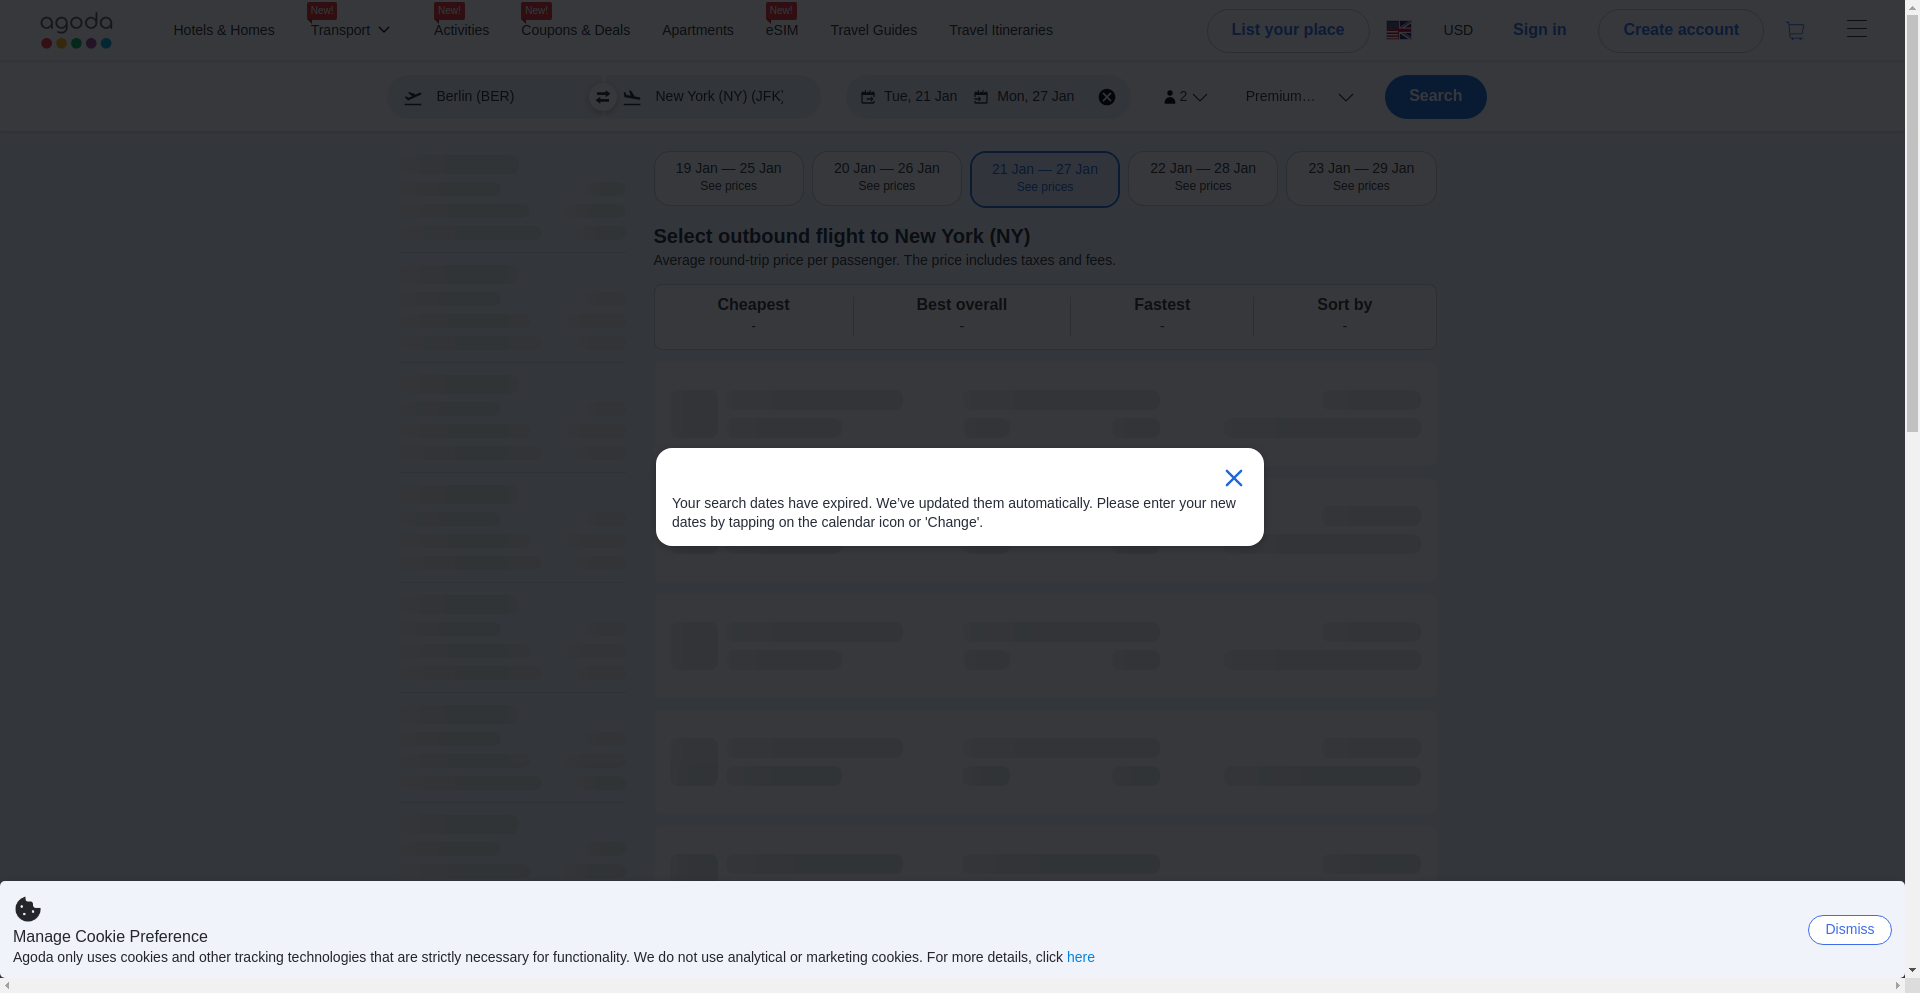 agoda
Hotels & Homes
New!
Transport
New!
Activities
New!
Coupons & Deals
Apartments
New!
eSIM
Travel Guides
Travel Itineraries
List your place
USD
Sign in
Create account
Berlin (BER)
New York (NY) (JFK)
Tue, 21 Jan
Mon, 27 Jan
2
Premium...
Search
19 Jan — 25 Jan
See prices
20 Jan — 26 Jan
See prices
21 Jan — 27 Jan
See prices
22 Jan — 28 Jan
See prices
23 Jan — 29 Jan
See prices
Select outbound flight to New York (NY)
Average round-trip price per passenger. The price includes taxes and fees.
Cheapest
-
Best overall
-
Fastest
-
Sort by
-
Your search dates have expired. We’ve updated them automatically. Please enter your new
dates by tapping on the calendar icon or 'Change'.
Manage Cookie Preference
Agoda only uses cookies and other tracking technologies that are strictly necessary for functionality. We do not use analytical or marketing cookies. For more details, click here
Dismiss